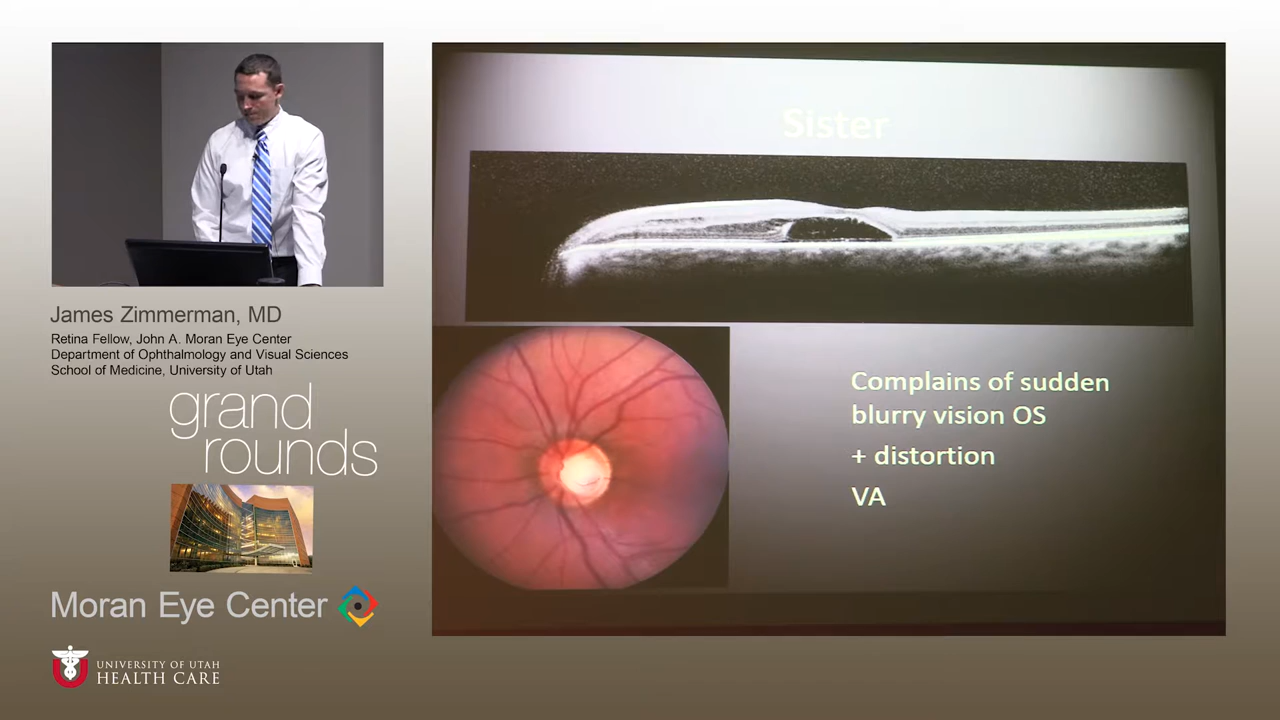 James Zimmerman, MD
Retina Fellow, John A. Moran Eye Center
Department of Ophthalmology and Visual Sciences
School of Medicine, University of Utah
grand
rounds
Moran Eye Center
UNIVERSITY OF UTAH
HEALTH CARE
Sister
Complains of sudden
blurry vision OS
+ distortion
VA